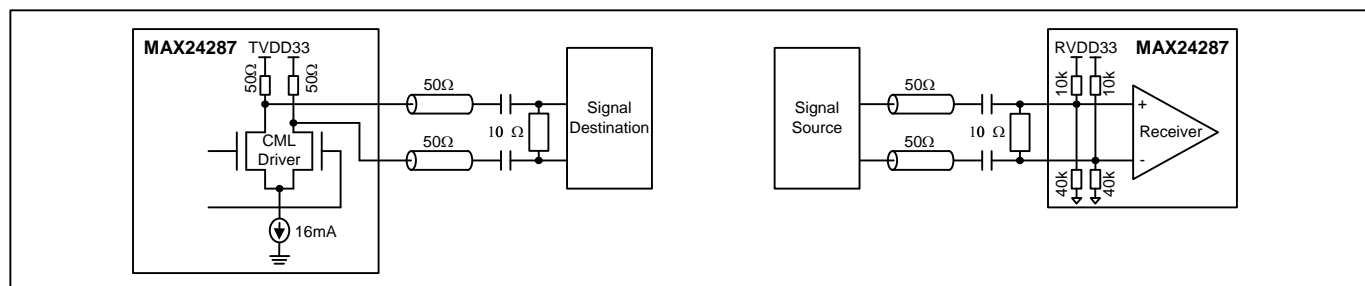 MAX24287 TVDD33
50Ω
50Ω
CML
Driver
16mA
50Ω
50Ω
10 Ω
Signal
Destination
Signal
Source
50Ω
50Ω
10 Ω
RVDD33 MAX24287
10k
10k
+
Receiver
-
40k
40k